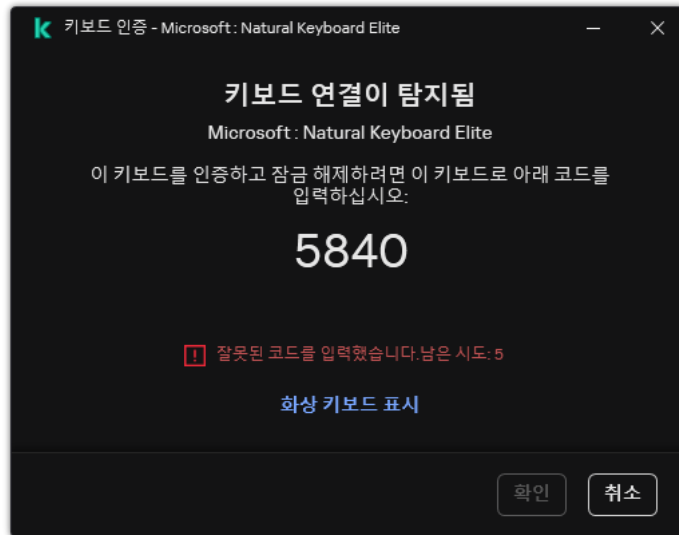 키보드 인증 - Microsoft : Natural Keyboard Elite
키보드 연결이 탐지됨
Microsoft : Natural Keyboard Elite
이 키보드를 인증하고 잠금 해제하려면 이 키보드로 아래 코드를
입력하십시오:
5840
잘못된 코드를 입력했습니다.남은 시도: 5
화상 키보드 표시
확인
취소